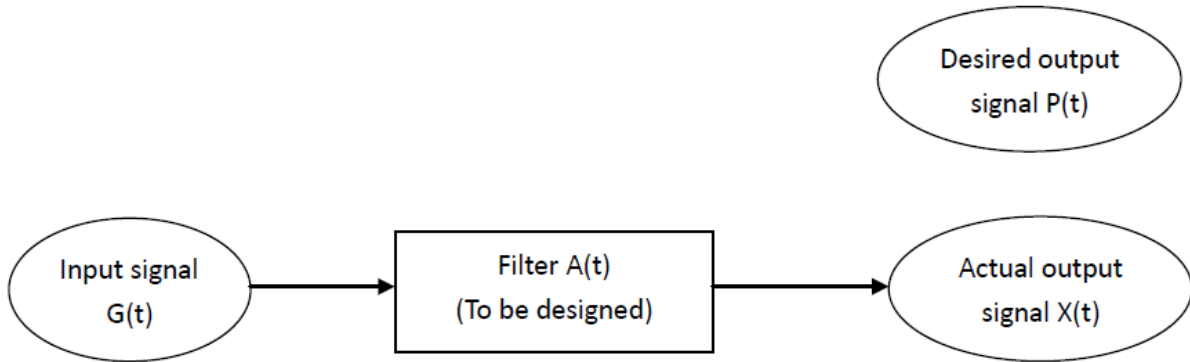 Desired output
signal P(t)
Input signal
G(t)
Filter A(t)
(To be designed)
Actual output
signal X(t)